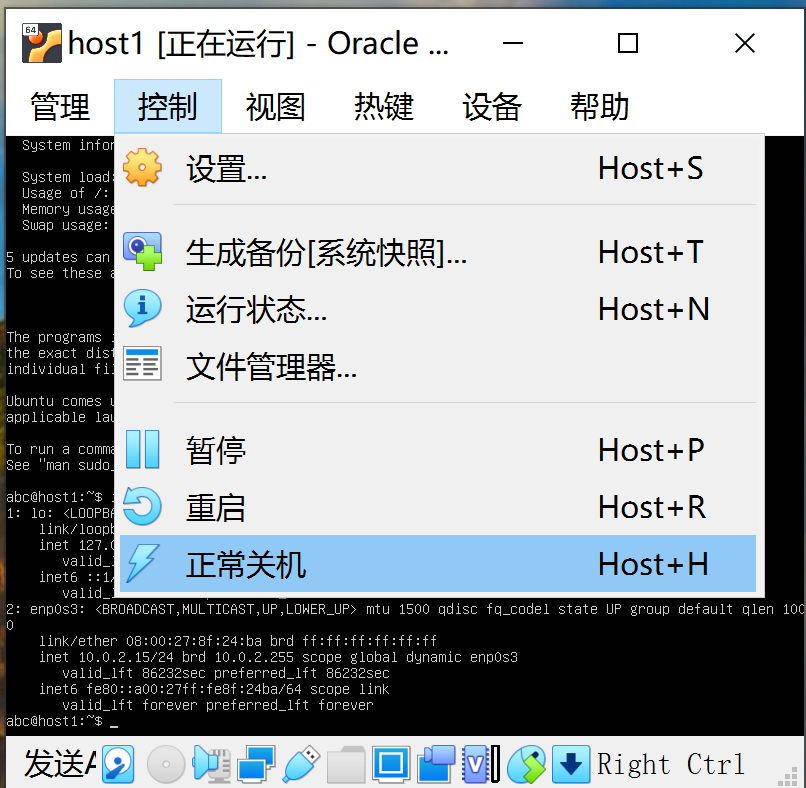 host1 [正在运行] - Oracle ...
管理 控制 视图 热键 设备 帮助
System infor
System load:
Usage of /:
Memory usage
Swap usage:
5 updates can
To see these a
The programs i
the exact dist
individual fil
Ubuntu comes
applicable law
To run a comma
See "man sudo_
abc@host1:~$ i
1: lo: <LOOPBA
link/loopb
inet 127.0
valid_l
inet6 ::1/
valid_l
设置... Host+S
生成备份[系统快照]... Host+T
运行状态... Host+N
文件管理器...
暂停 Host+P
重启 Host+R
正常关机 Host+H
2: enp0s3: <BROADCAST,MULTICAST,UP,LOWER_UP> mtu 1500 qdisc fq_codel state UP group default qlen 100
0
link/ether 08:00:27:8f:24:ba brd ff:ff:ff:ff:ff:ff
inet 10.0.2.15/24 brd 10.0.2.255 scope global dynamic enp0s3
valid_lft 86232sec preferred_lft 86232sec
inet6 fe80::a00:27ff:fe8f:24ba/64 scope link
valid_lft forever preferred_lft forever
abc@host1:~$ _
发送A Right Ctrl